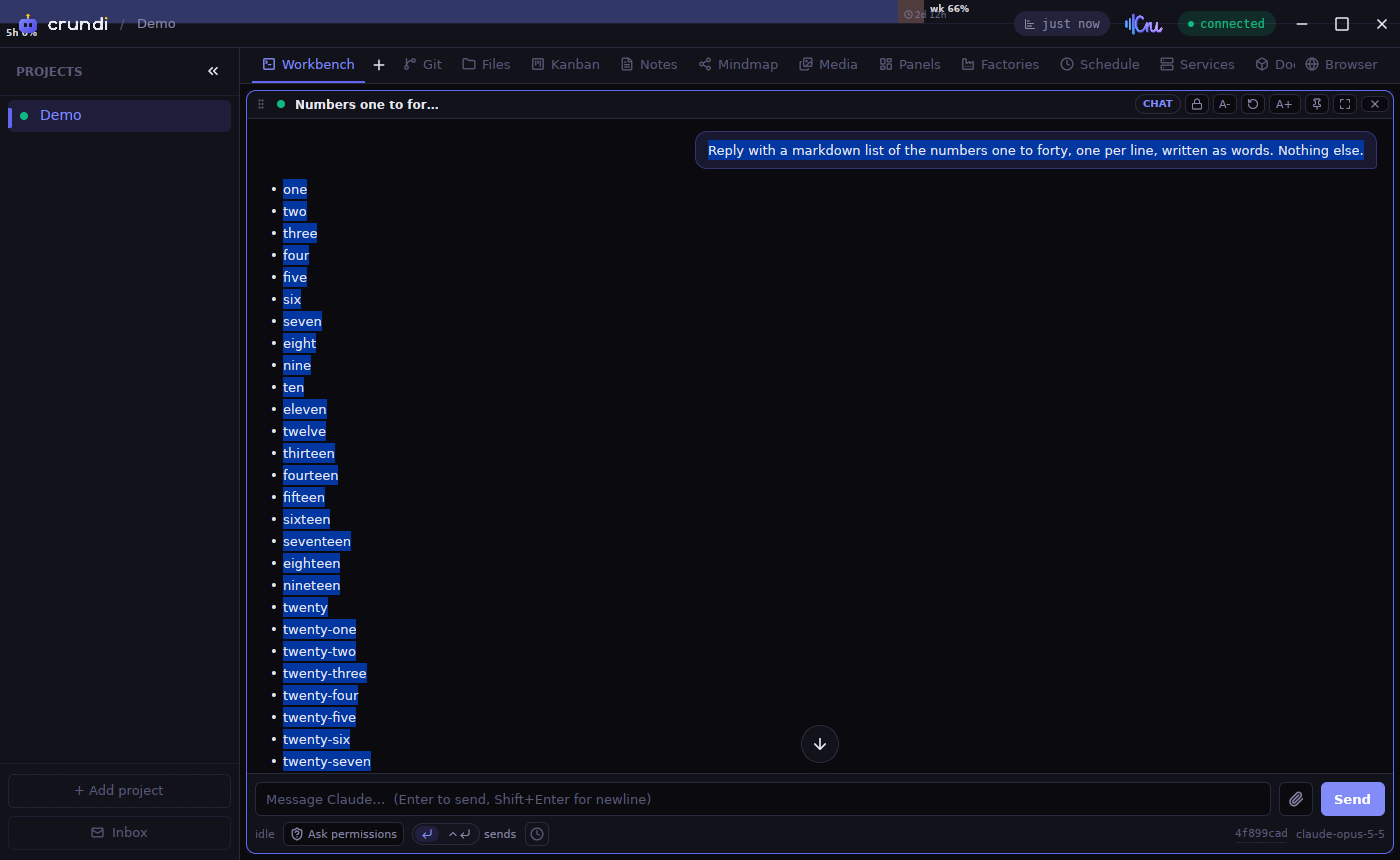 5h 6%
crundi / Demo
2d 12h
wk 66%
just now
Cru
connected
PROJECTS
Demo
+ Add project
Inbox
Workbench
Git
Files
Kanban
Notes
Mindmap
Media
Panels
Factories
Schedule
Services
Doc
Browser
Numbers one to for…
CHAT
A-
A+
Reply with a markdown list of the numbers one to forty, one per line, written as words. Nothing else.
• one
• two
• three
• four
• five
• six
• seven
• eight
• nine
• ten
• eleven
• twelve
• thirteen
• fourteen
• fifteen
• sixteen
• seventeen
• eighteen
• nineteen
• twenty
• twenty-one
• twenty-two
• twenty-three
• twenty-four
• twenty-five
• twenty-six
• twenty-seven
Message Claude… (Enter to send, Shift+Enter for newline)
Send
idle
Ask permissions
sends
4f899cad
claude-opus-5-5